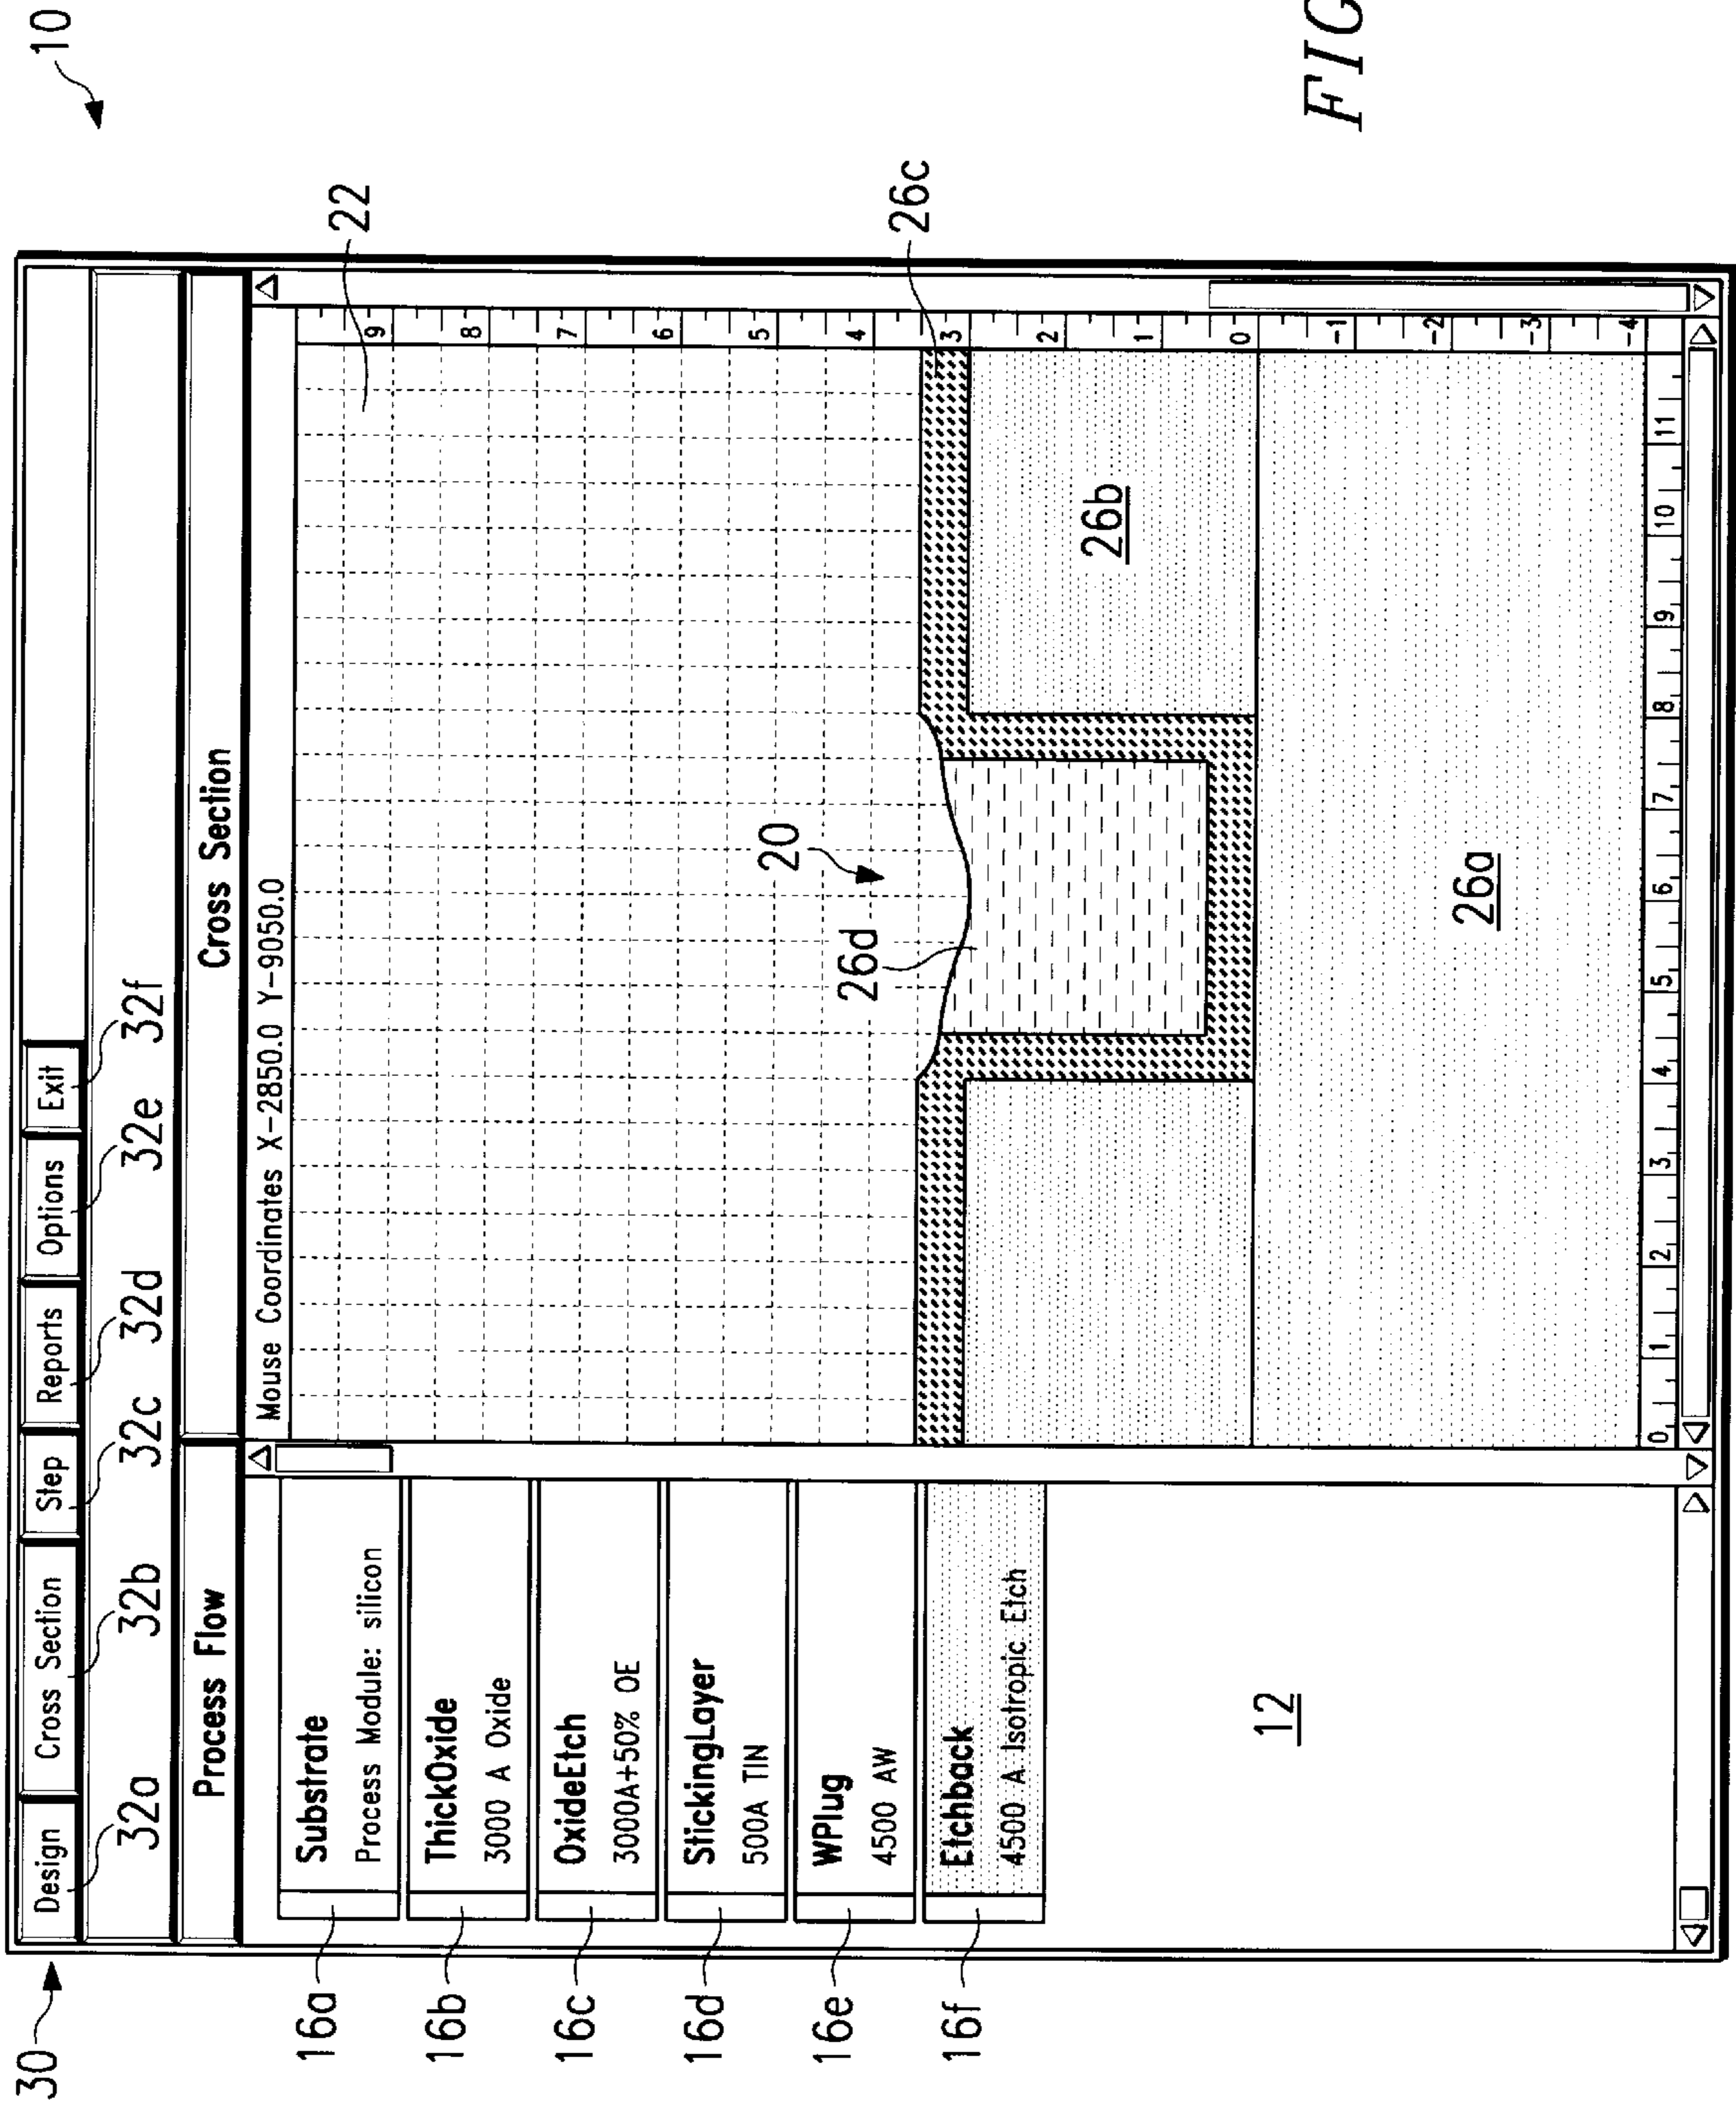 30
10
Design
Cross Section
Step
Reports
Options
Exit
32a
32b
32c
32d
32e
32f
Process Flow
Cross Section
Mouse Coordinates X-2850.0 Y-9050.0
22
16a
Substrate
Process Module: silicon
16b
ThickOxide
3000 A Oxide
16c
OxideEtch
3000A+50% OE
16d
StickingLayer
500A TIN
16e
WPlug
4500 AW
16f
Etchback
4500 A Isotropic Etch
12
20
26d
26c
26b
26a
9
8
7
6
5
4
3
2
1
0
-1
-2
-3
-4
0 1 2 3 4 5 6 7 8 9 10 11
FIG